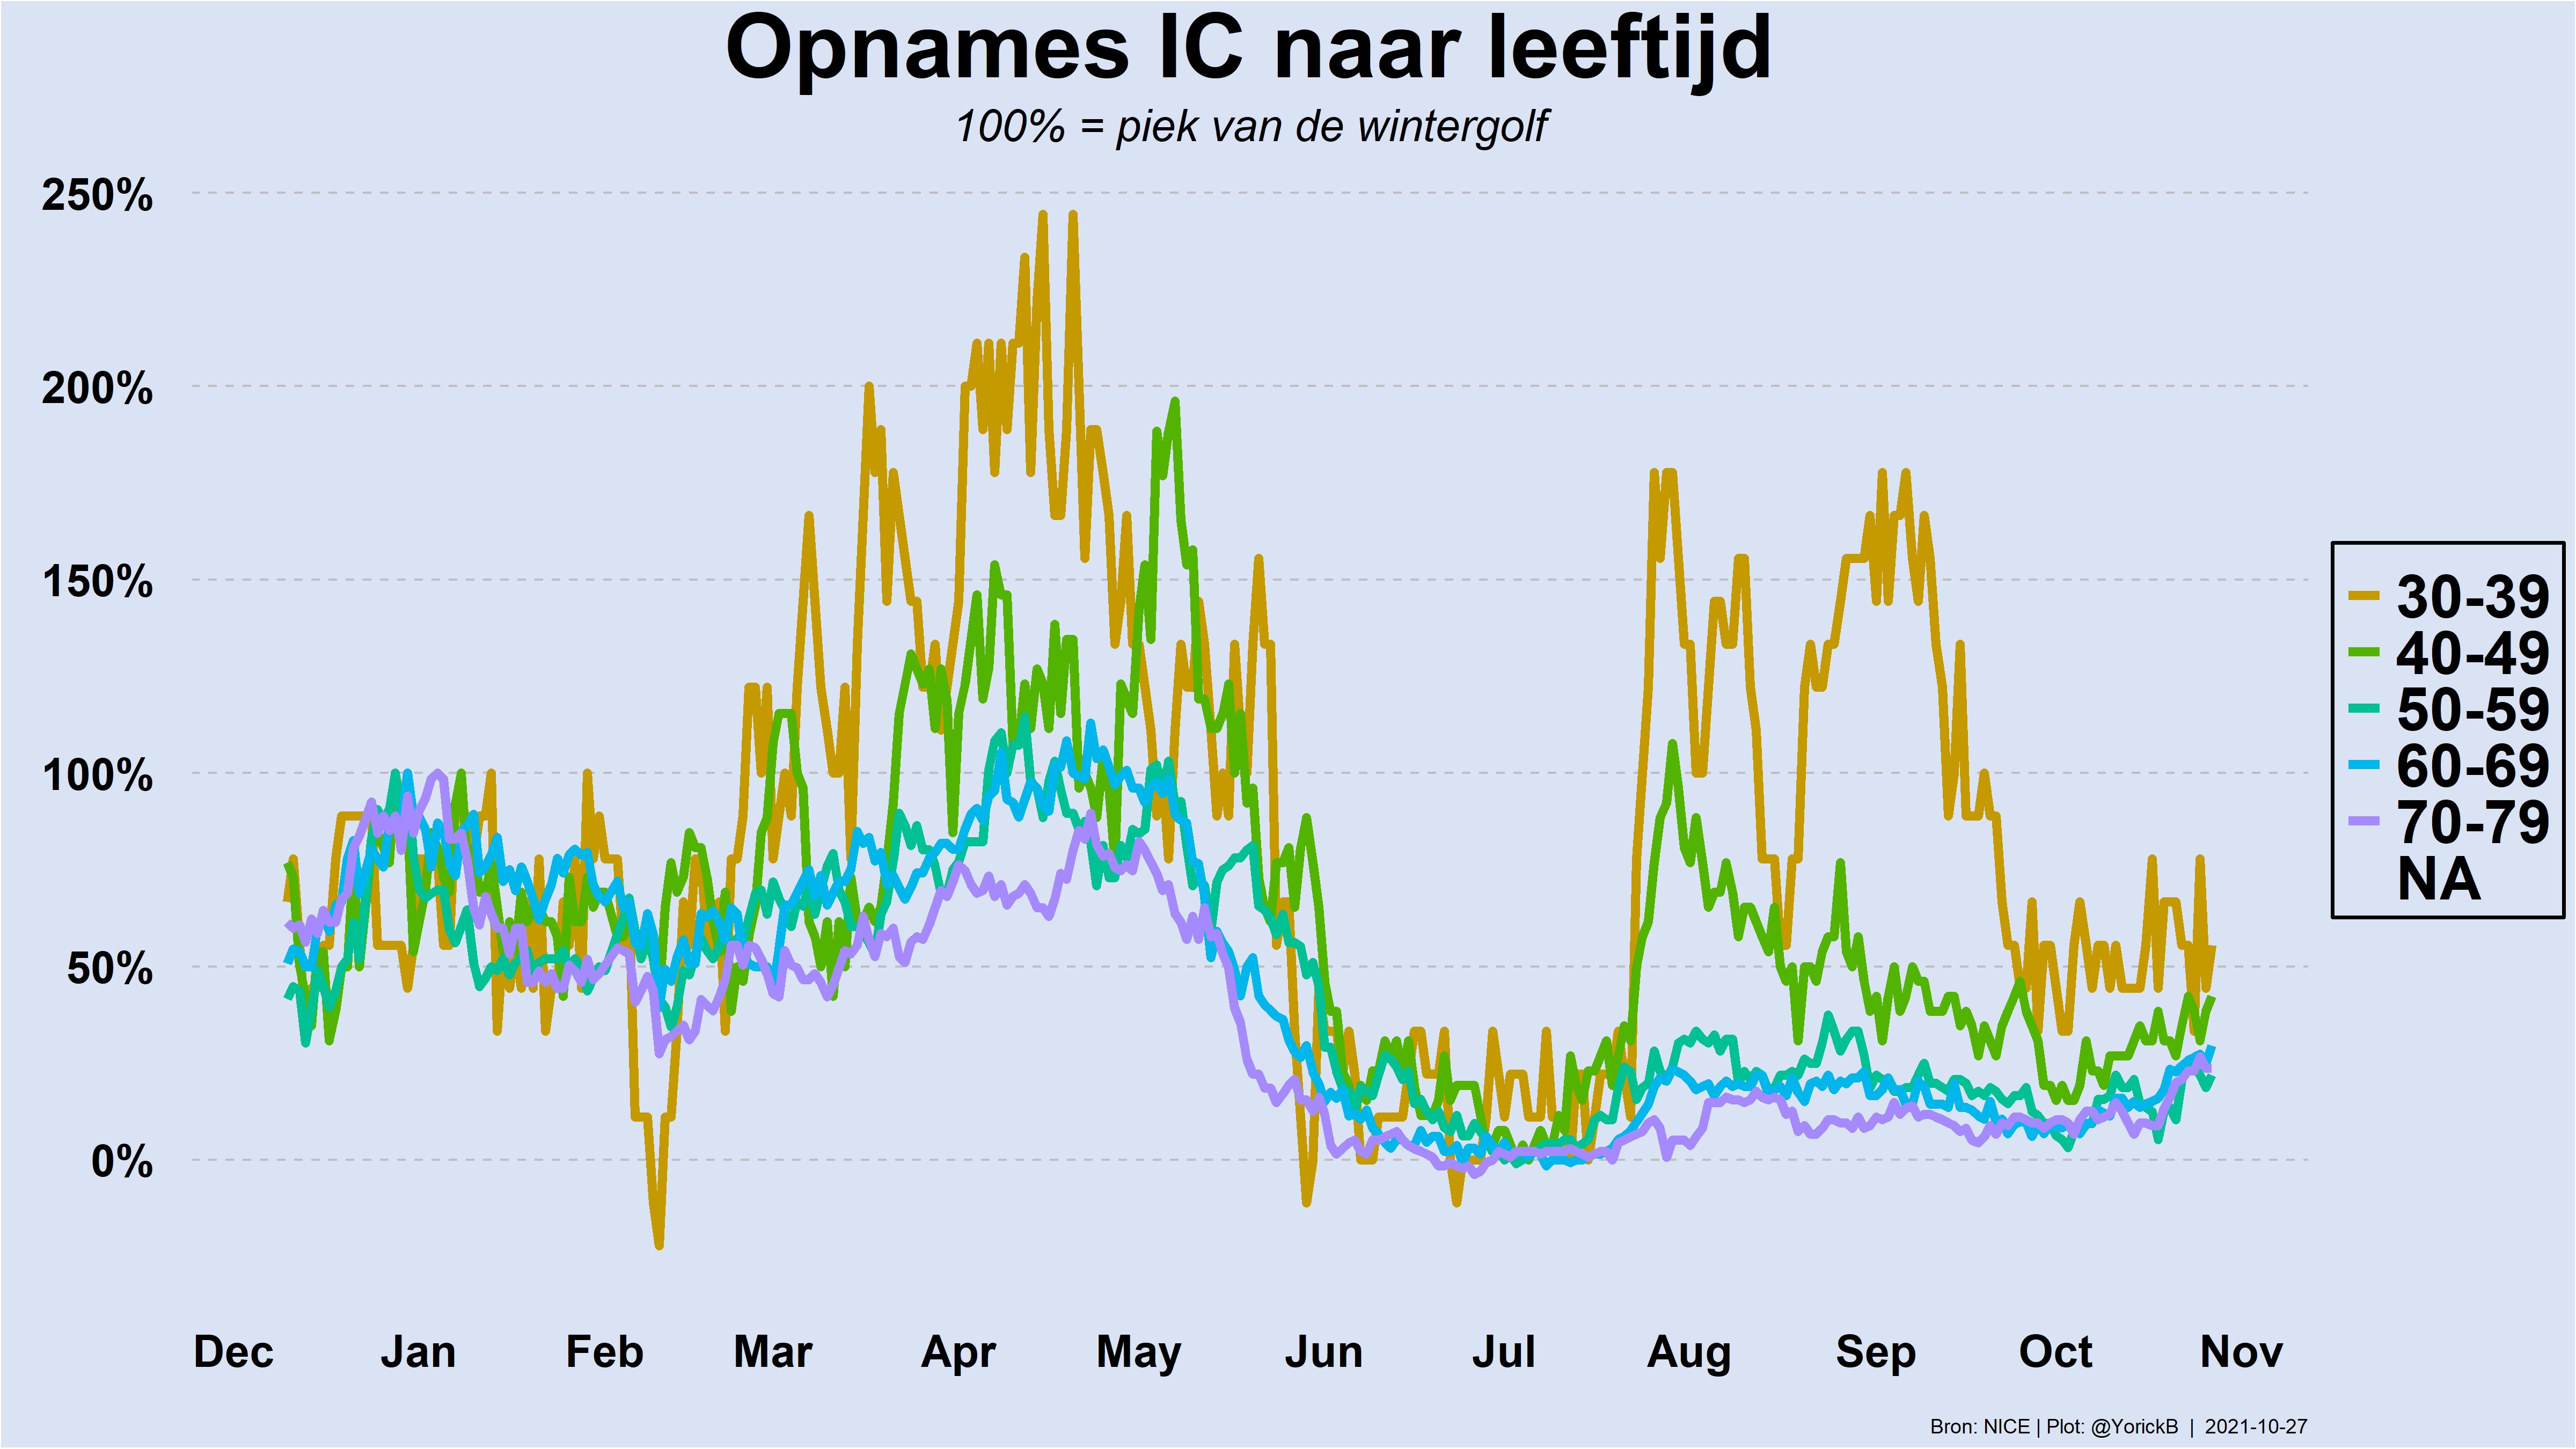 Opnames IC naar leeftijd
100% = piek van de wintergolf
250%
200%
150%
100%
50%
0%
30-39
40-49
50-59
60-69
70-79
NA
Dec Jan Feb Mar Apr May Jun Jul Aug Sep Oct Nov
Bron: NICE | Plot: @YorickB | 2021-10-27